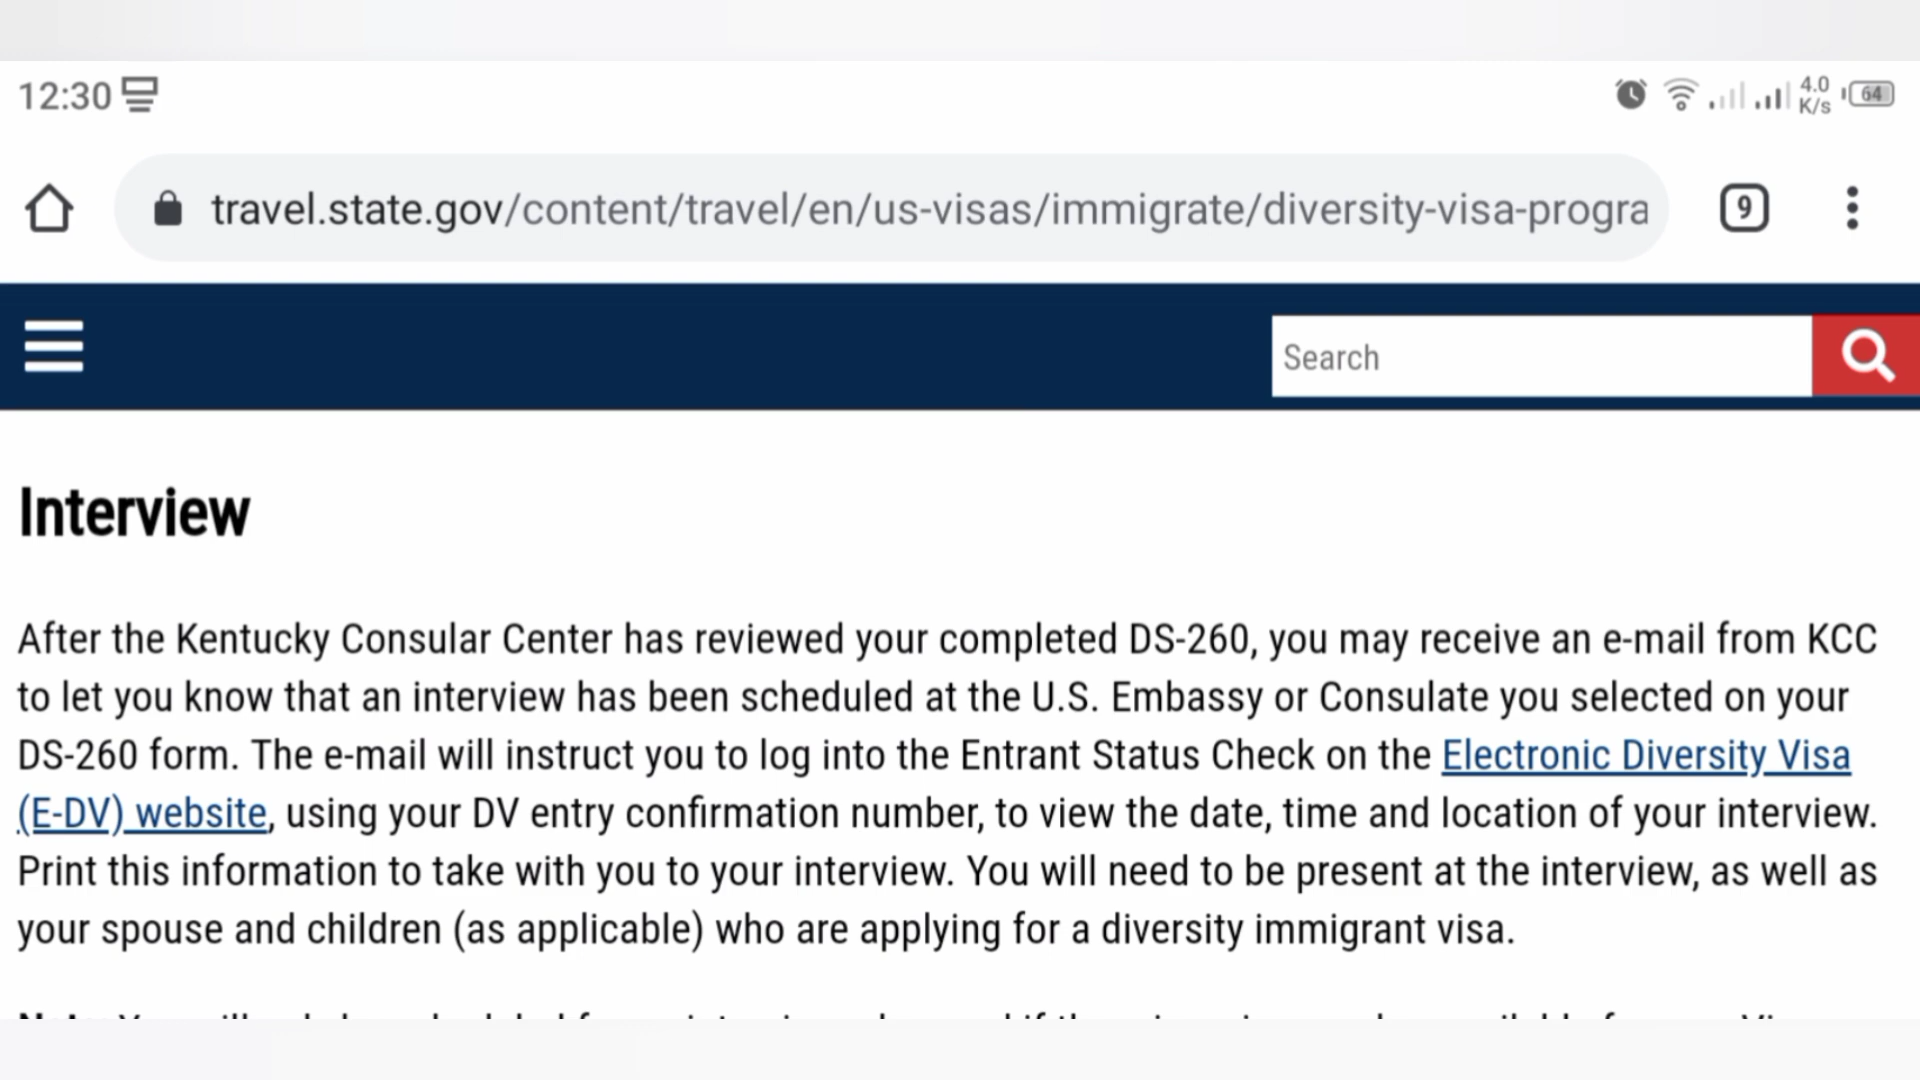 12:30
4.0
K/s
64
travel.state.gov/content/travel/en/us-visas/immigrate/diversity-visa-progra
9
Search
Interview
After the Kentucky Consular Center has reviewed your completed DS-260, you may receive an e-mail from KCC
to let you know that an interview has been scheduled at the U.S. Embassy or Consulate you selected on your
DS-260 form. The e-mail will instruct you to log into the Entrant Status Check on the Electronic Diversity Visa
(E-DV) website, using your DV entry confirmation number, to view the date, time and location of your interview.
Print this information to take with you to your interview. You will need to be present at the interview, as well as
your spouse and children (as applicable) who are applying for a diversity immigrant visa.